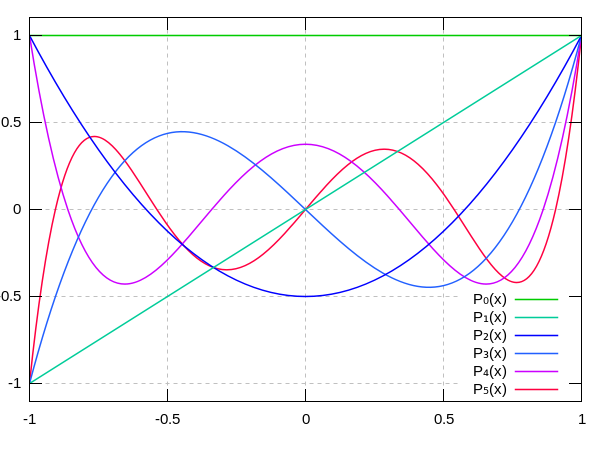 1
0.5
0
-0.5
-1
P₀(x)
P₁(x)
P₂(x)
P₃(x)
P₄(x)
P₅(x)
-1 -0.5 0 0.5 1